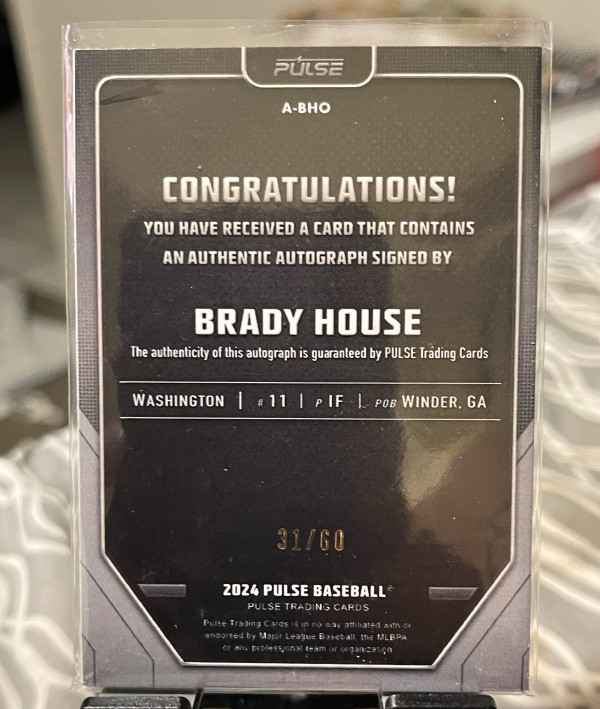 PULSE
A-BHO
CONGRATULATIONS!
YOU HAVE RECEIVED A CARD THAT CONTAINS
AN AUTHENTIC AUTOGRAPH SIGNED BY
BRADY HOUSE
The authenticity of this autograph is guaranteed by PULSE Trading Cards
WASHINGTON | # 11 | P IF | POB WINDER, GA
31/60
2024 PULSE BASEBALL
PULSE TRADING CARDS
Pulse Trading Cards is in no way affiliated with or
endorsed by Major League Baseball, the MLBPA
or any professional team or organization